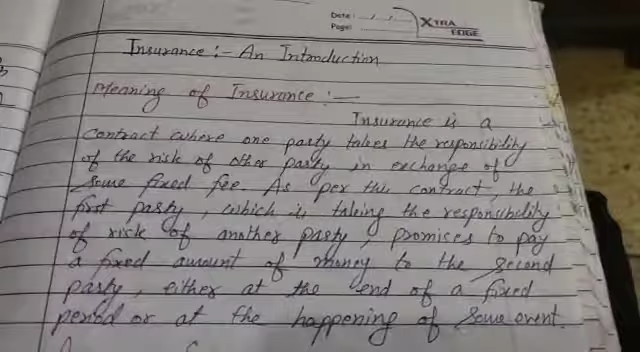 Date : / /
Page:
XTRA EDGE
Insurance :- An Introduction
Meaning of Insurance :—
Insurance is a
contract where one party takes the responsibility
of the risk of other party in exchange of
some fixed fee. As per this contract, the
first party, which is taking the responsibility
of risk of another party, promises to pay
a fixed amount of money to the second
party, either at the end of a fixed
period or at the happening of some event.